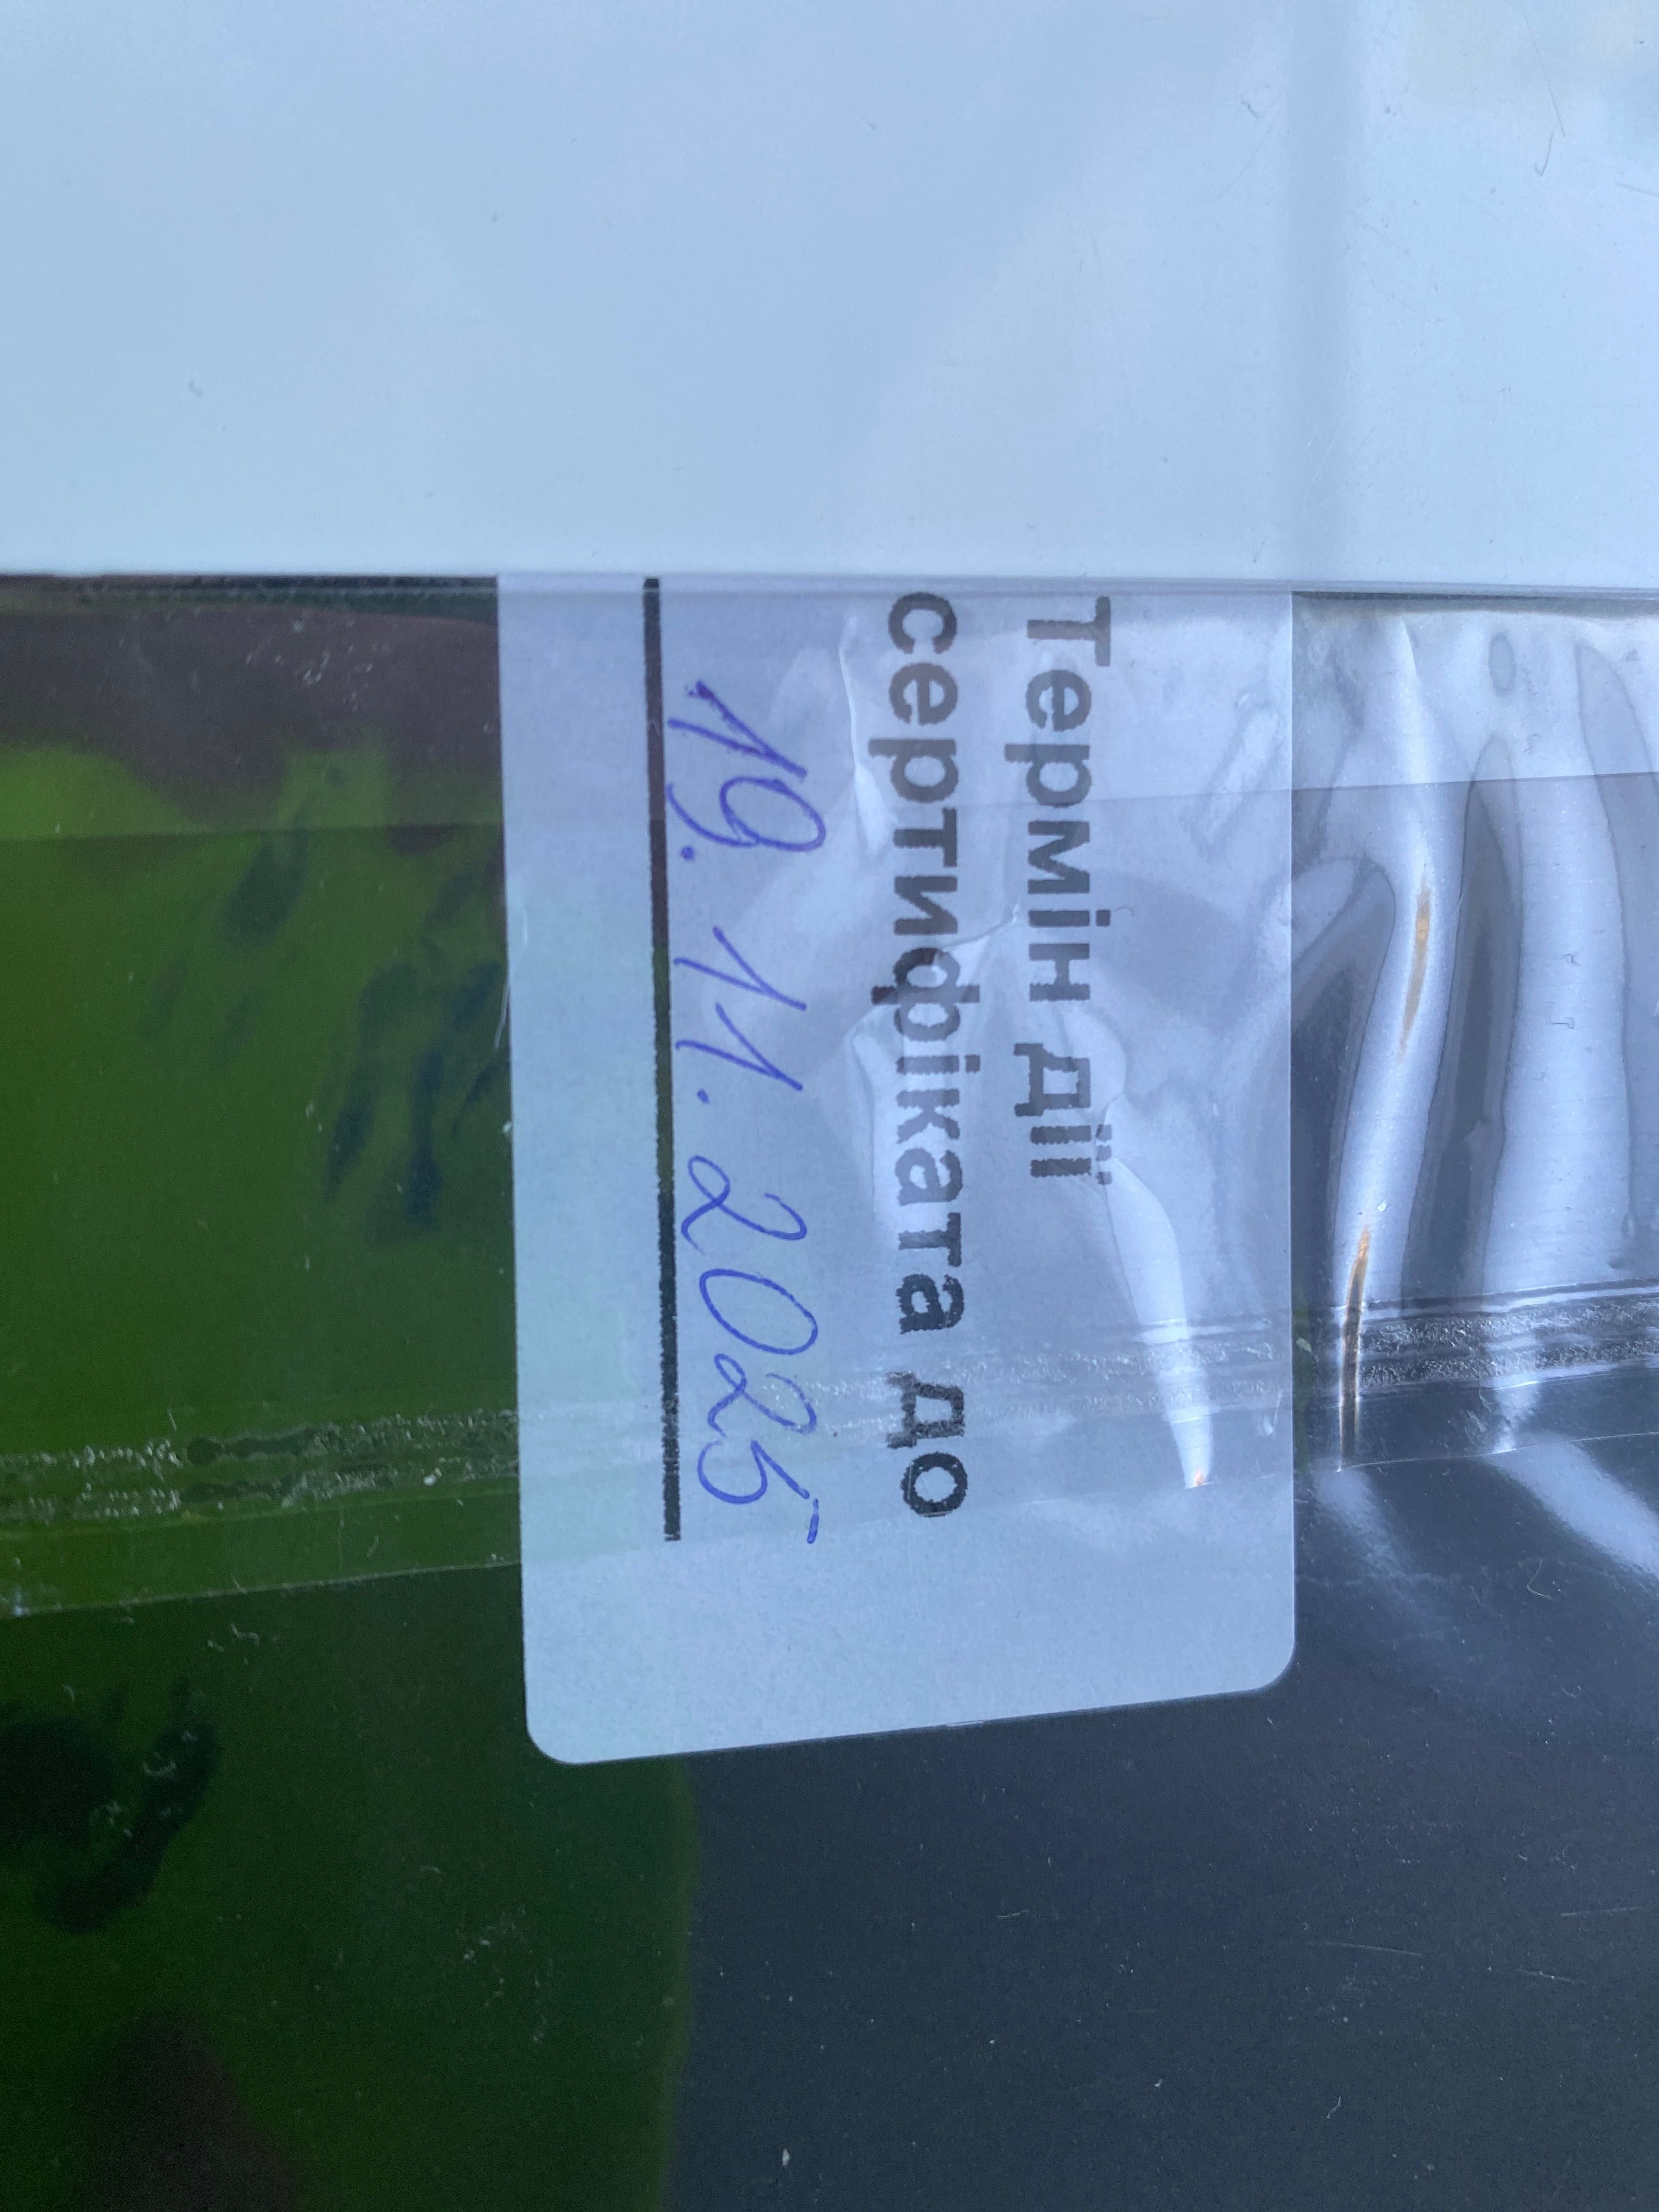 Термін дії
сертифіката до
19.11.2025